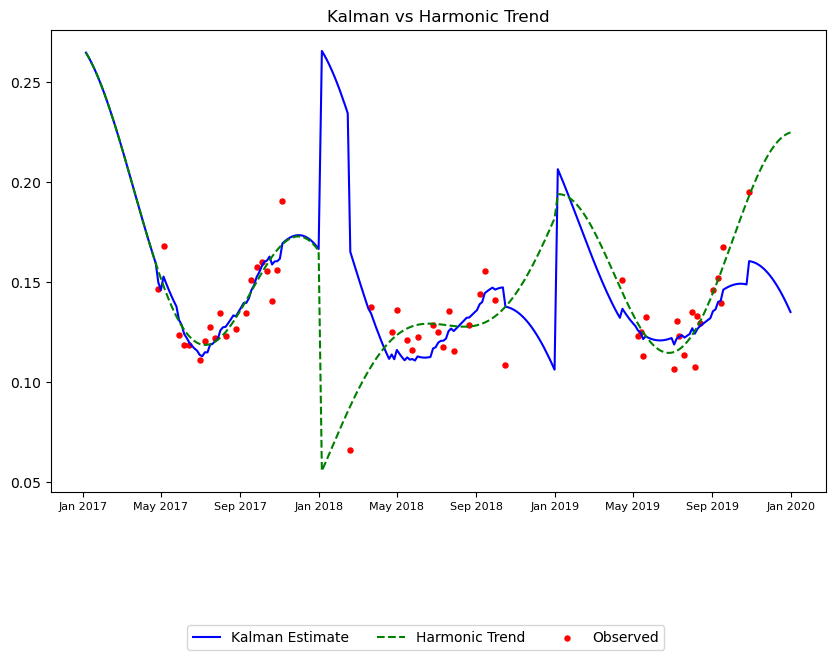 Kalman vs Harmonic Trend
0.25
0.20
0.15
0.10
0.05
Jan 2017 May 2017 Sep 2017 Jan 2018 May 2018 Sep 2018 Jan 2019 May 2019 Sep 2019 Jan 2020
Kalman Estimate Harmonic Trend Observed